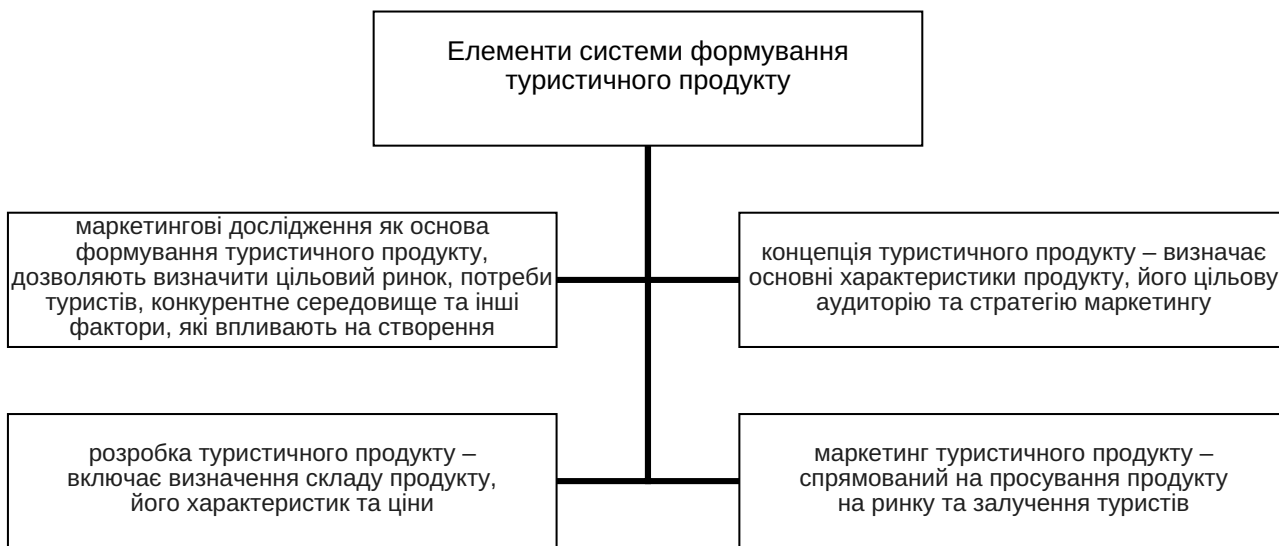 Елементи системи формування
туристичного продукту
маркетингові дослідження як основа
формування туристичного продукту,
дозволяють визначити цільовий ринок, потреби
туристів, конкурентне середовище та інші
фактори, які впливають на створення
концепція туристичного продукту – визначає
основні характеристики продукту, його цільову
аудиторію та стратегію маркетингу
розробка туристичного продукту –
включає визначення складу продукту,
його характеристик та ціни
маркетинг туристичного продукту –
спрямований на просування продукту
на ринку та залучення туристів